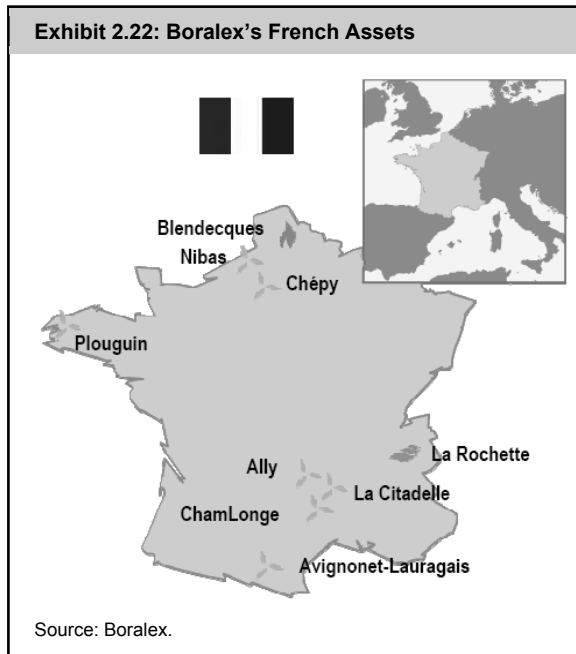 Exhibit 2.22: Boralex's French Assets
Blendecques
Nibas
Chépy
Plouguin
La Rochette
Ally
La Citadelle
ChamLonge
Avignonet-Lauragais
Source: Boralex.